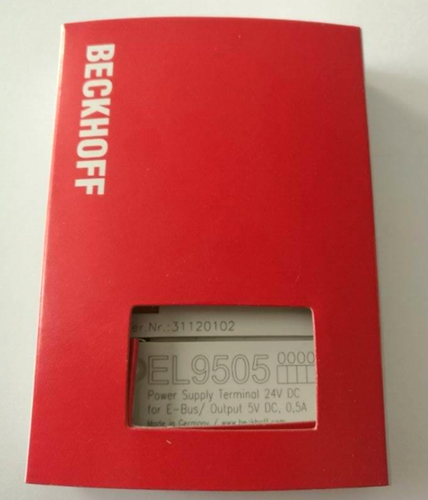 BECKHOFF
er.Nr.:31120102
EL9505 0000
Power Supply Terminal 24V DC
for E-Bus/ Output 5V DC, 0,5A
Made in Germany / www.beckhoff.com